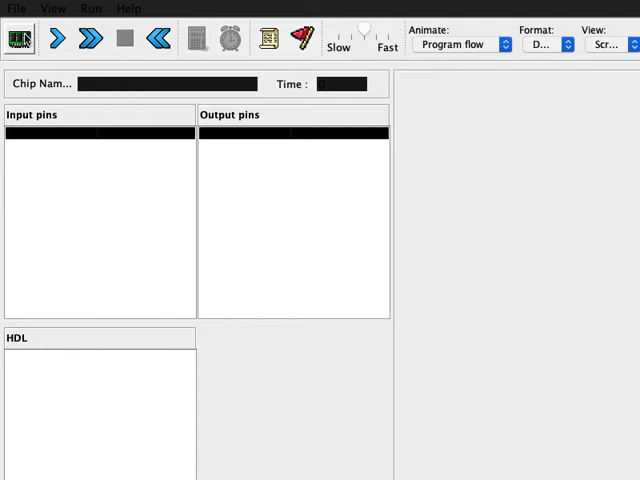 File View Run Help
Animate: Format: View:
Slow Fast Program flow D... Scr...
Chip Nam... Time : 0
Input pins Output pins
HDL